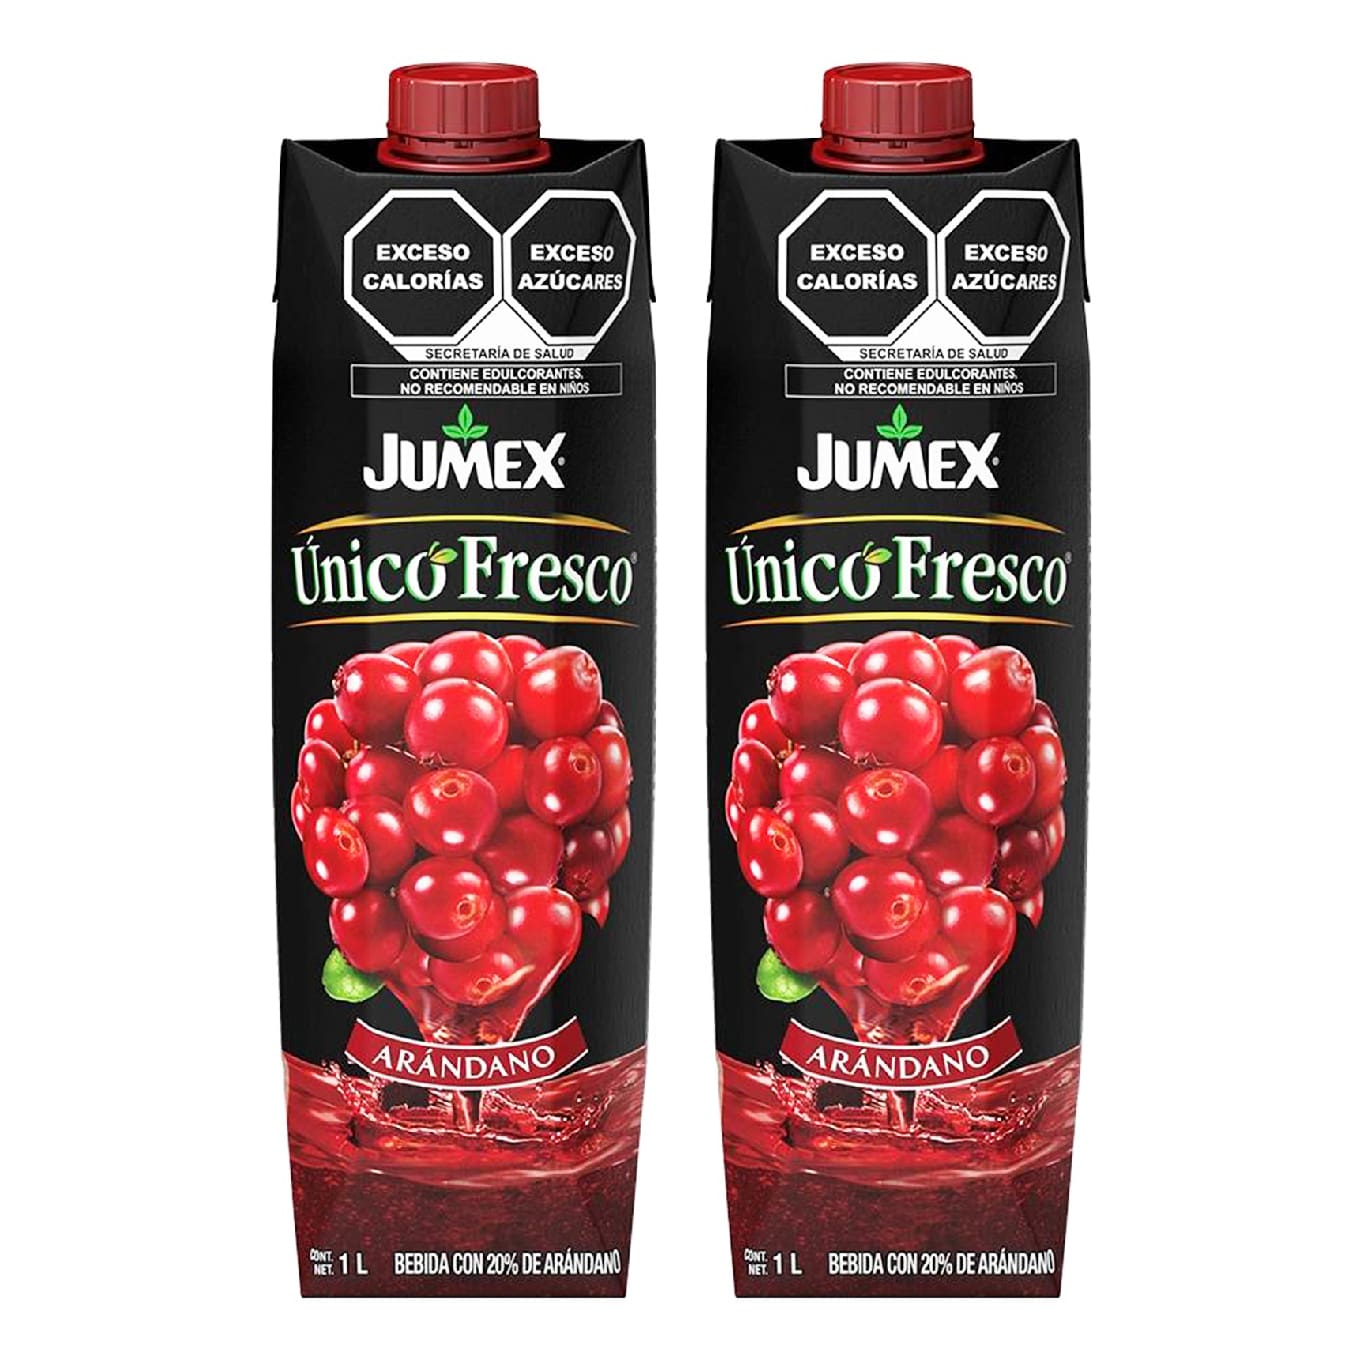 EXCESO
CALORÍAS
EXCESO
AZÚCARES
SECRETARÍA DE SALUD
CONTIENE EDULCORANTES,
NO RECOMENDABLE EN NIÑOS
JUMEX®
Único Fresco®
ARÁNDANO
CONT.
NET. 1 L
BEBIDA CON 20% DE ARÁNDANO
EXCESO
CALORÍAS
EXCESO
AZÚCARES
SECRETARÍA DE SALUD
CONTIENE EDULCORANTES,
NO RECOMENDABLE EN NIÑOS
JUMEX®
Único Fresco®
ARÁNDANO
CONT.
NET. 1 L
BEBIDA CON 20% DE ARÁNDANO